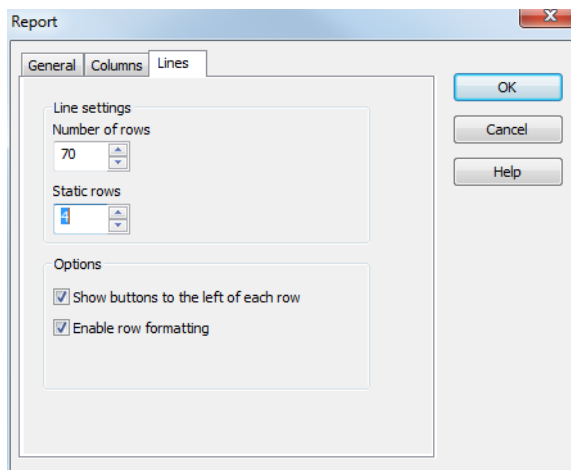 Report
General Columns Lines
Line settings
Number of rows
70
Static rows
4
Options
Show buttons to the left of each row
Enable row formatting
OK
Cancel
Help